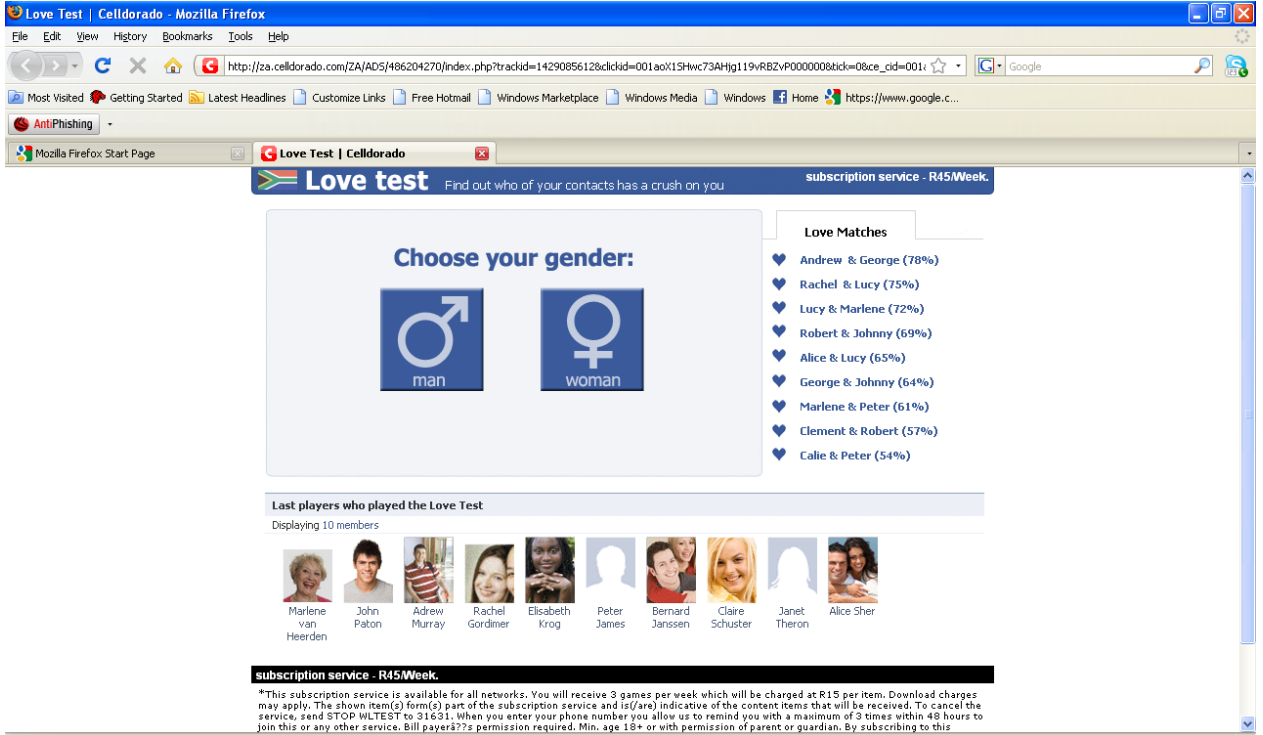 Love Test | Celldorado - Mozilla Firefox
File Edit View History Bookmarks Tools Help
http://za.celldorado.com/ZA/ADS/486204270/index.php?trackid=1429085612&clickid=001aoX1SHwc73AHjg119vRBZvP000000&tick=0&ce_cid=001 Google
Most Visited Getting Started Latest Headlines Customize Links Free Hotmail Windows Marketplace Windows Media Windows Home https://www.google.c...
AntiPhishing
Mozilla Firefox Start Page Love Test | Celldorado
Love test Find out who of your contacts has a crush on you subscription service - R45/Week.
Choose your gender:
man woman
Love Matches
Andrew & George (78%)
Rachel & Lucy (75%)
Lucy & Marlene (72%)
Robert & Johnny (69%)
Alice & Lucy (65%)
George & Johnny (64%)
Marlene & Peter (61%)
Clement & Robert (57%)
Calie & Peter (54%)
Last players who played the Love Test
Displaying 10 members
Marlene van Heerden
John Paton
Adrew Murray
Rachel Gordimer
Elisabeth Krog
Peter James
Bernard Janssen
Claire Schuster
Janet Theron
Alice Sher
subscription service - R45/Week.
*This subscription service is available for all networks. You will receive 3 games per week which will be charged at R15 per item. Download charges
may apply. The shown item(s) form(s) part of the subscription service and is(/are) indicative of the content items that will be received. To cancel the
service, send STOP WLTEST to 31631. When you enter your phone number you allow us to remind you with a maximum of 3 times within 48 hours to
join this or any other service. Bill payerâ??s permission required. Min. age 18+ or with permission of parent or guardian. By subscribing to this